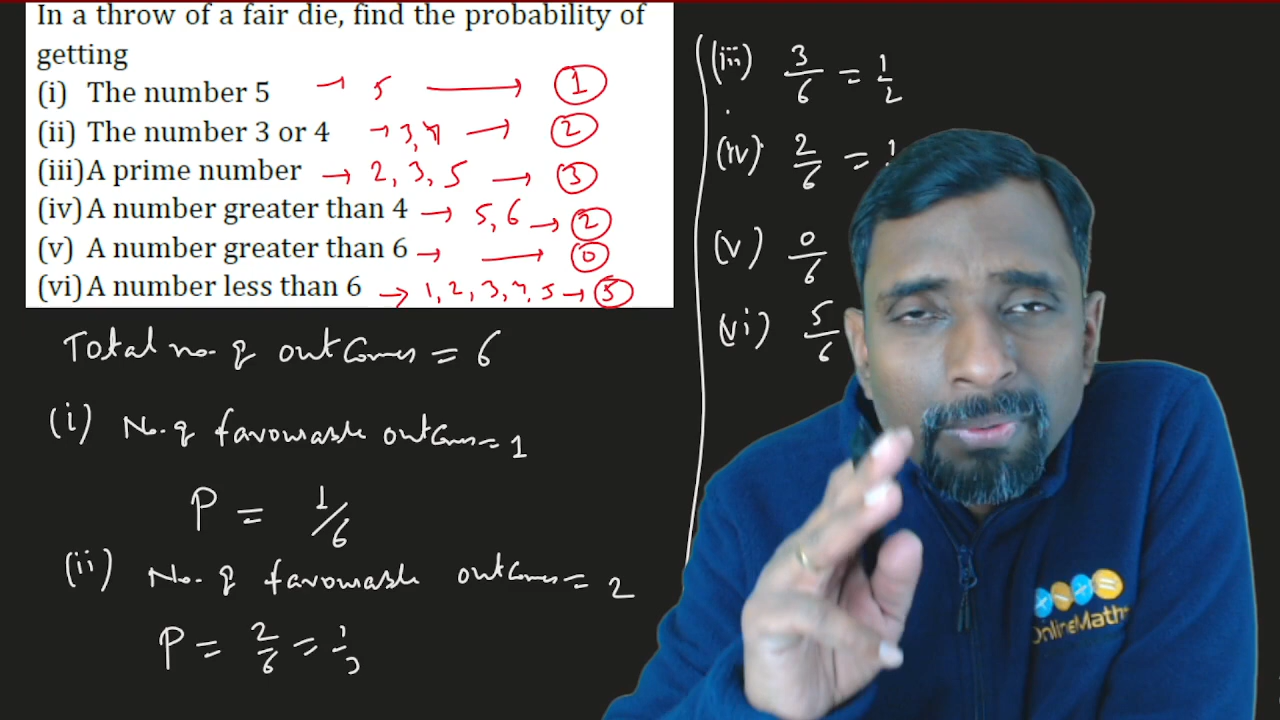 In a throw of a fair die, find the probability of
getting
(i) The number 5 → 5 → 1
(ii) The number 3 or 4 → 3, 4 → 2
(iii) A prime number → 2, 3, 5 → 3
(iv) A number greater than 4 → 5, 6 → 2
(v) A number greater than 6 → → 0
(vi) A number less than 6 → 1, 2, 3, 4, 5 → 5
Total no. of outcomes = 6
(i) No. of favourable outcomes = 1
P = 1/6
(ii) No. of favourable outcomes = 2
P = 2/6 = 1/3
(iii) 3/6 = 1/2
(iv) 2/6 = 1/
(v) 0/6
(vi) 5/6
OnlineMaths